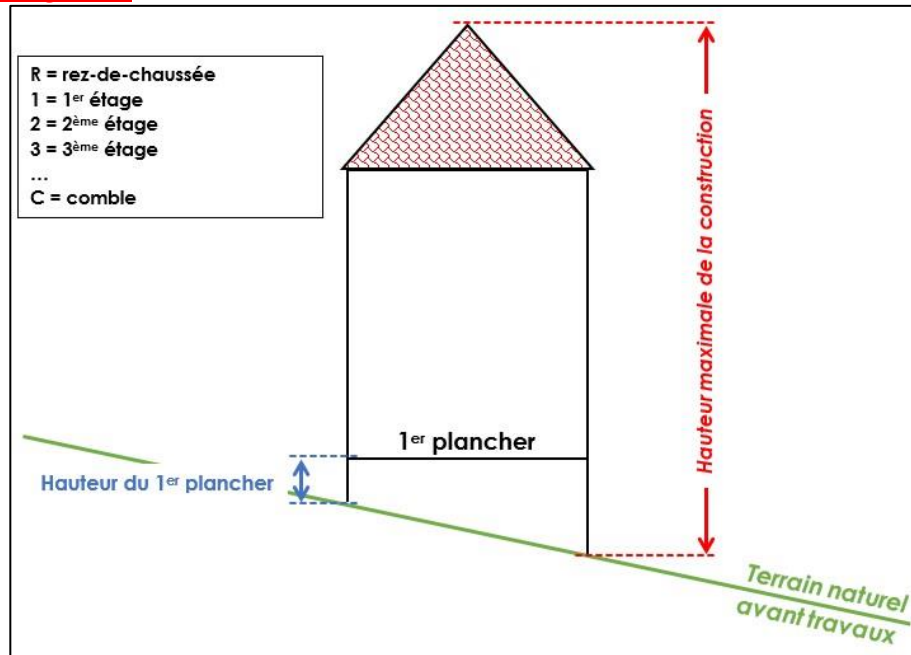 R = rez-de-chaussée
1 = 1er étage
2 = 2ème étage
3 = 3ème étage
...
C = comble
Hauteur maximale de la construction
1er plancher
Hauteur du 1er plancher
Terrain naturel
avant travaux